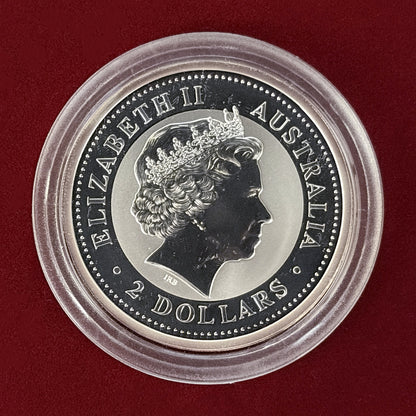 ELIZABETH II
AUSTRALIA
· 2 DOLLARS ·
IRB